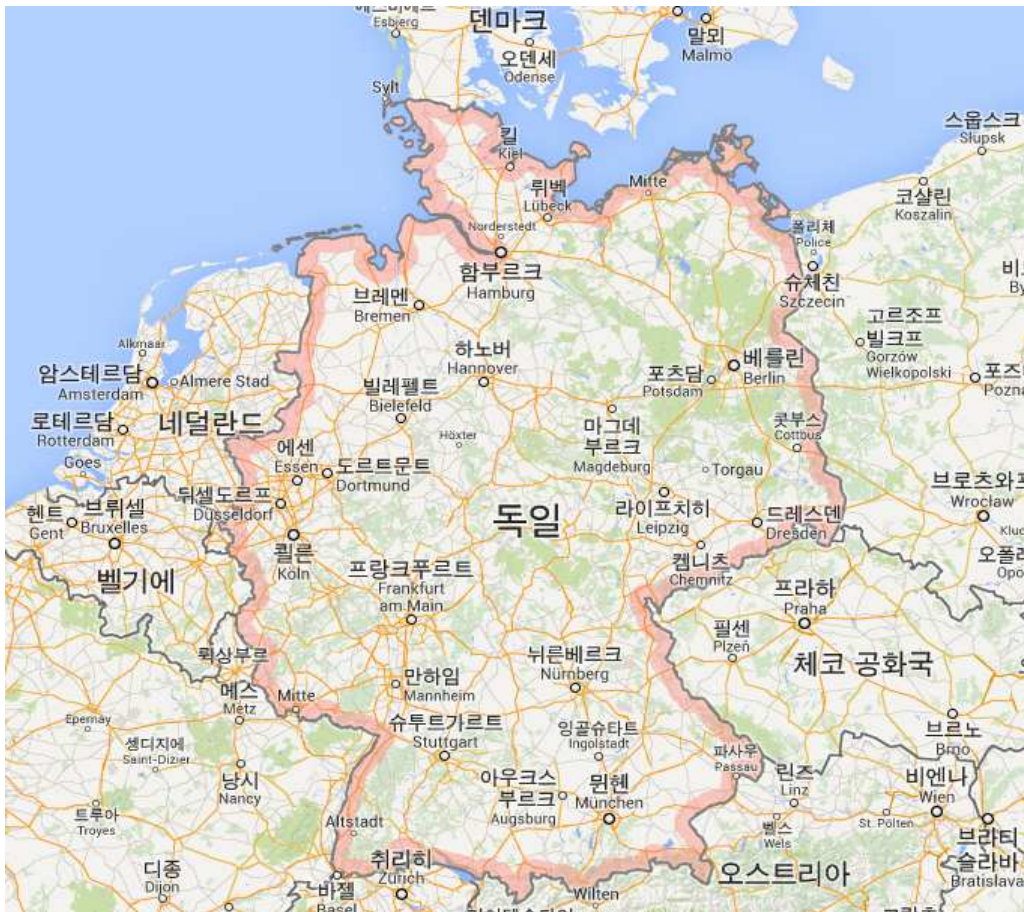 덴마크
Esbjerg
오덴세
Odense
말뫼
Malmö
Sylt
킬
Kiel
뤼벡
Lübeck
Mitte
스웁스크
Słupsk
코샬린
Koszalin
Norderstedt
함부르크
Hamburg
폴리체
Police
슈체친
Szczecin
브레멘
Bremen
고르조프
빌크프
Gorzów
Wielkopolski
Alkmaar
암스테르담
Amsterdam
Almere Stad
하노버
Hannover
베를린
Berlin
포츠담
Potsdam
빌레펠트
Bielefeld
로테르담
Rotterdam
네덜란드
Höxter
마그데
부르크
Magdeburg
콧부스
Cottbus
Goes
에센
Essen
도르트문트
Dortmund
Torgau
뒤셀도르프
Düsseldorf
라이프치히
Leipzig
드레스덴
Dresden
브로츠와프
Wrocław
헨트
Gent
브뤼셀
Bruxelles
독일
쾰른
Köln
켐니츠
Chemnitz
벨기에
프랑크푸르트
Frankfurt
am Main
프라하
Praha
필센
Plzeň
체코 공화국
룩상부르
만하임
Mannheim
뉘른베르크
Nürnberg
메스
Metz
Mitte
Epernay
슈투트가르트
Stuttgart
잉골슈타트
Ingolstadt
브르노
Brno
생디지에
Saint-Dizier
낭시
Nancy
파사우
Passau
린즈
Linz
비엔나
Wien
아우크스
부르크
Augsburg
뮌헨
München
트루아
Troyes
Altstadt
벨스
Wels
St. Pölten
브라티
슬라바
Bratislava
디종
Dijon
바젤
Basel
취리히
Zürich
Wilten
오스트리아